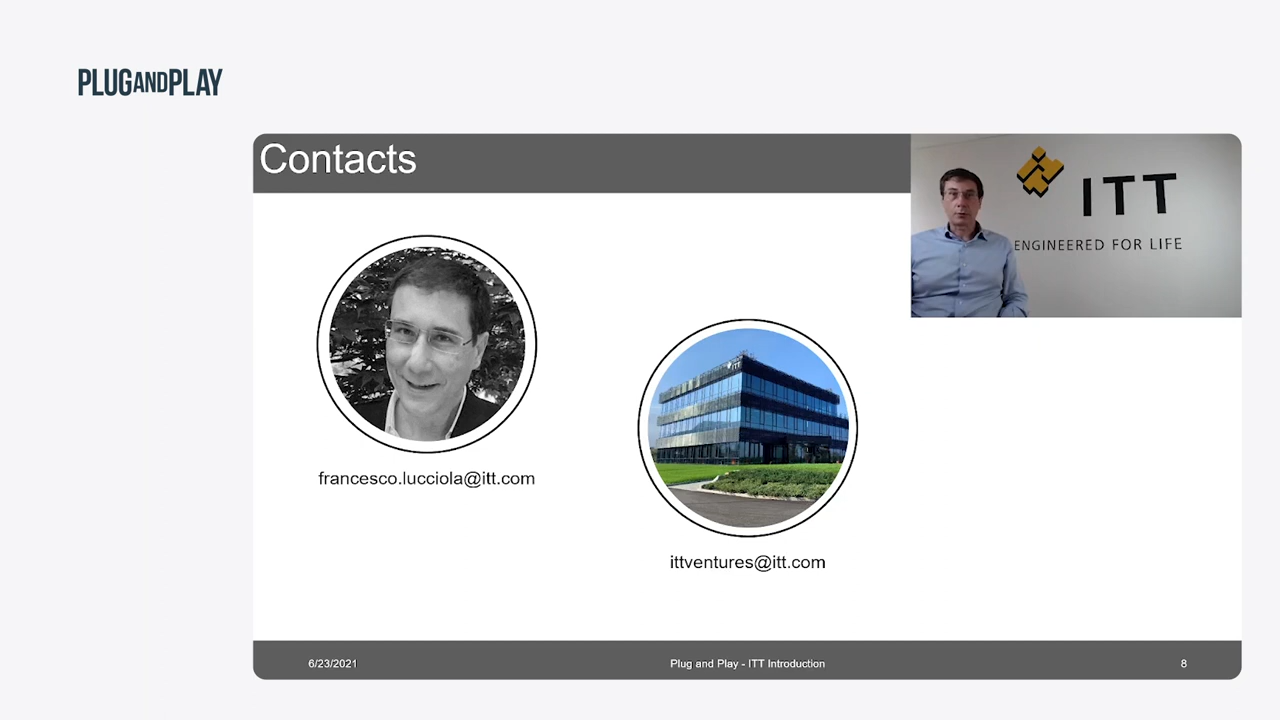 PLUGANDPLAY
Contacts
ITT
ENGINEERED FOR LIFE
ITT
francesco.lucciola@itt.com
ittventures@itt.com
6/23/2021
Plug and Play - ITT Introduction
8